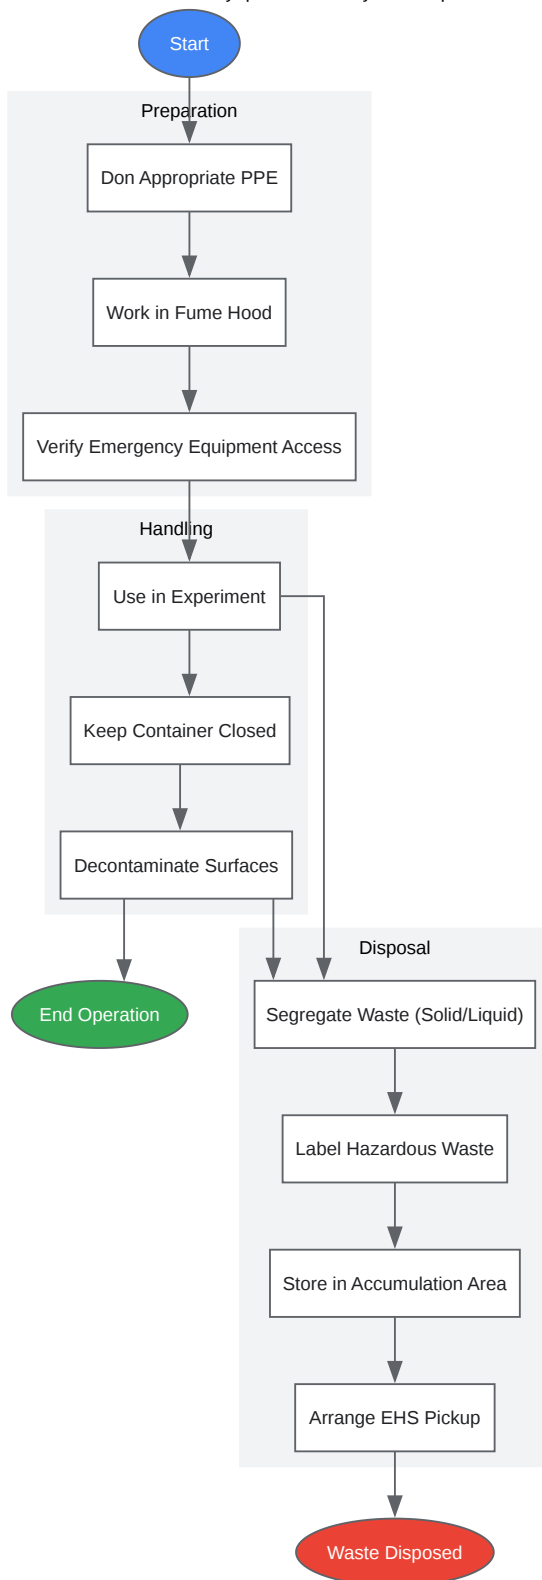 Start
Preparation
Don Appropriate PPE
Work in Fume Hood
Verify Emergency Equipment Access
Handling
Use in Experiment
Keep Container Closed
Decontaminate Surfaces
Disposal
End Operation
Segregate Waste (Solid/Liquid)
Label Hazardous Waste
Store in Accumulation Area
Arrange EHS Pickup
Waste Disposed